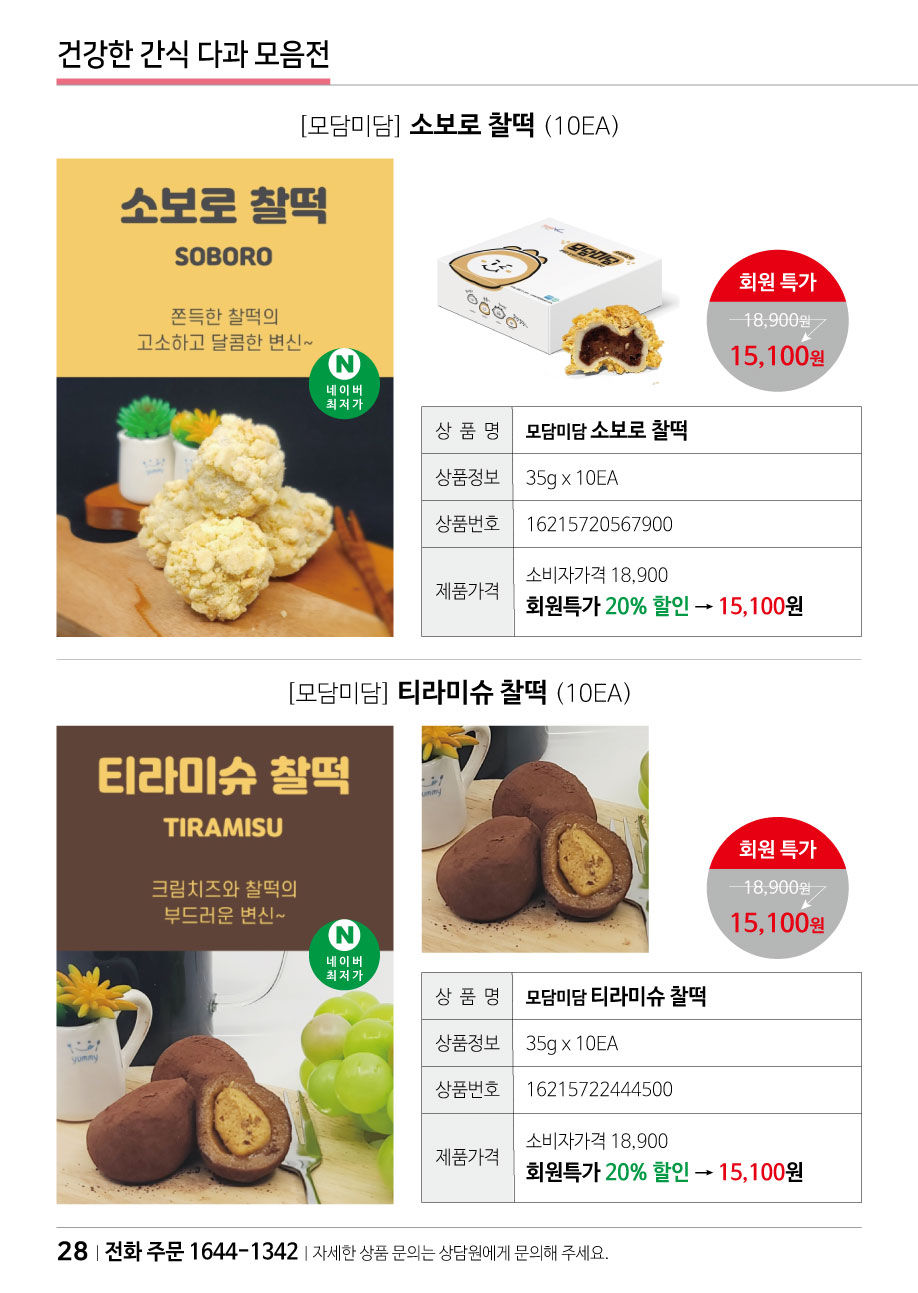 건강한 간식 다과 모음전
[모담미담] 소보로 찰떡 (10EA)
소보로 찰떡
SOBORO
쫀득한 찰떡의
고소하고 달콤한 변신~
N
네이버
최저가
yummy
모담미담
회원 특가
18,900원
15,100원
상 품 명 모담미담 소보로 찰떡
상품정보 35g x 10EA
상품번호 16215720567900
제품가격 소비자가격 18,900
회원특가 20% 할인 → 15,100원
[모담미담] 티라미슈 찰떡 (10EA)
티라미슈 찰떡
TIRAMISU
크림치즈와 찰떡의
부드러운 변신~
N
네이버
최저가
yummy
yummy
회원 특가
18,900원
15,100원
상 품 명 모담미담 티라미슈 찰떡
상품정보 35g x 10EA
상품번호 16215722444500
제품가격 소비자가격 18,900
회원특가 20% 할인 → 15,100원
28 | 전화 주문 1644-1342 | 자세한 상품 문의는 상담원에게 문의해 주세요.